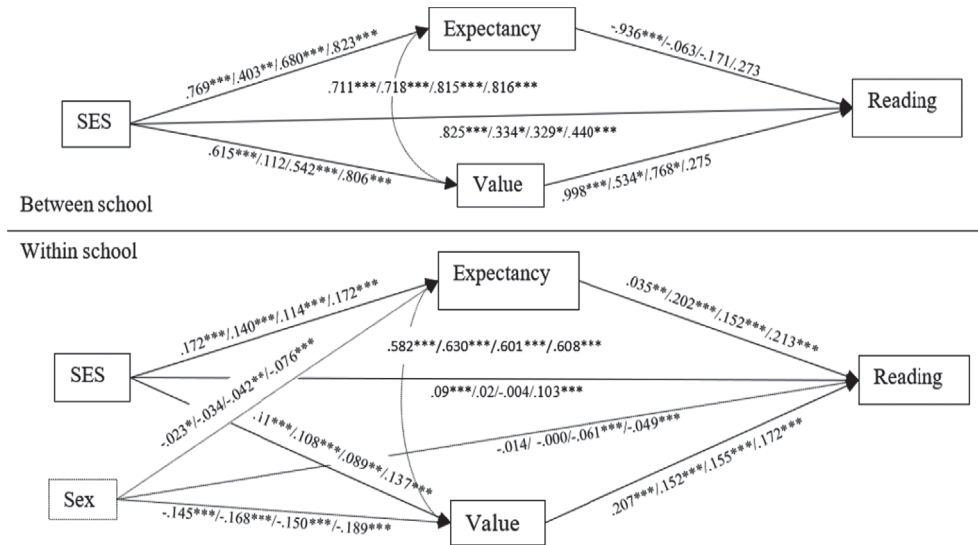 Expectancy
.769***/.403**/.680***/.823***
-.936***/-.063/-.171/.273
.711***/.718***/.815***/.816***
SES
Reading
.825***/.334*/.329*/.440***
.615***/.112/.542***/.806***
Value
.998***/.534*/.768*/.275
Between school
Within school
Expectancy
.172***/.140***/.114***/.172***
.035**/.202***/.152***/.213***
-.023*/-.034/-.042**/-.076***
.582***/.630***/.601***/.608***
SES
Reading
.09***/.02/-.004/.103***
.11***/.108***/.089**/.137***
-.014/ -.000/-.061***/-.049***
Sex
-.145***/-.168***/-.150***/-.189***
Value
.207***/.152***/.155***/.172***